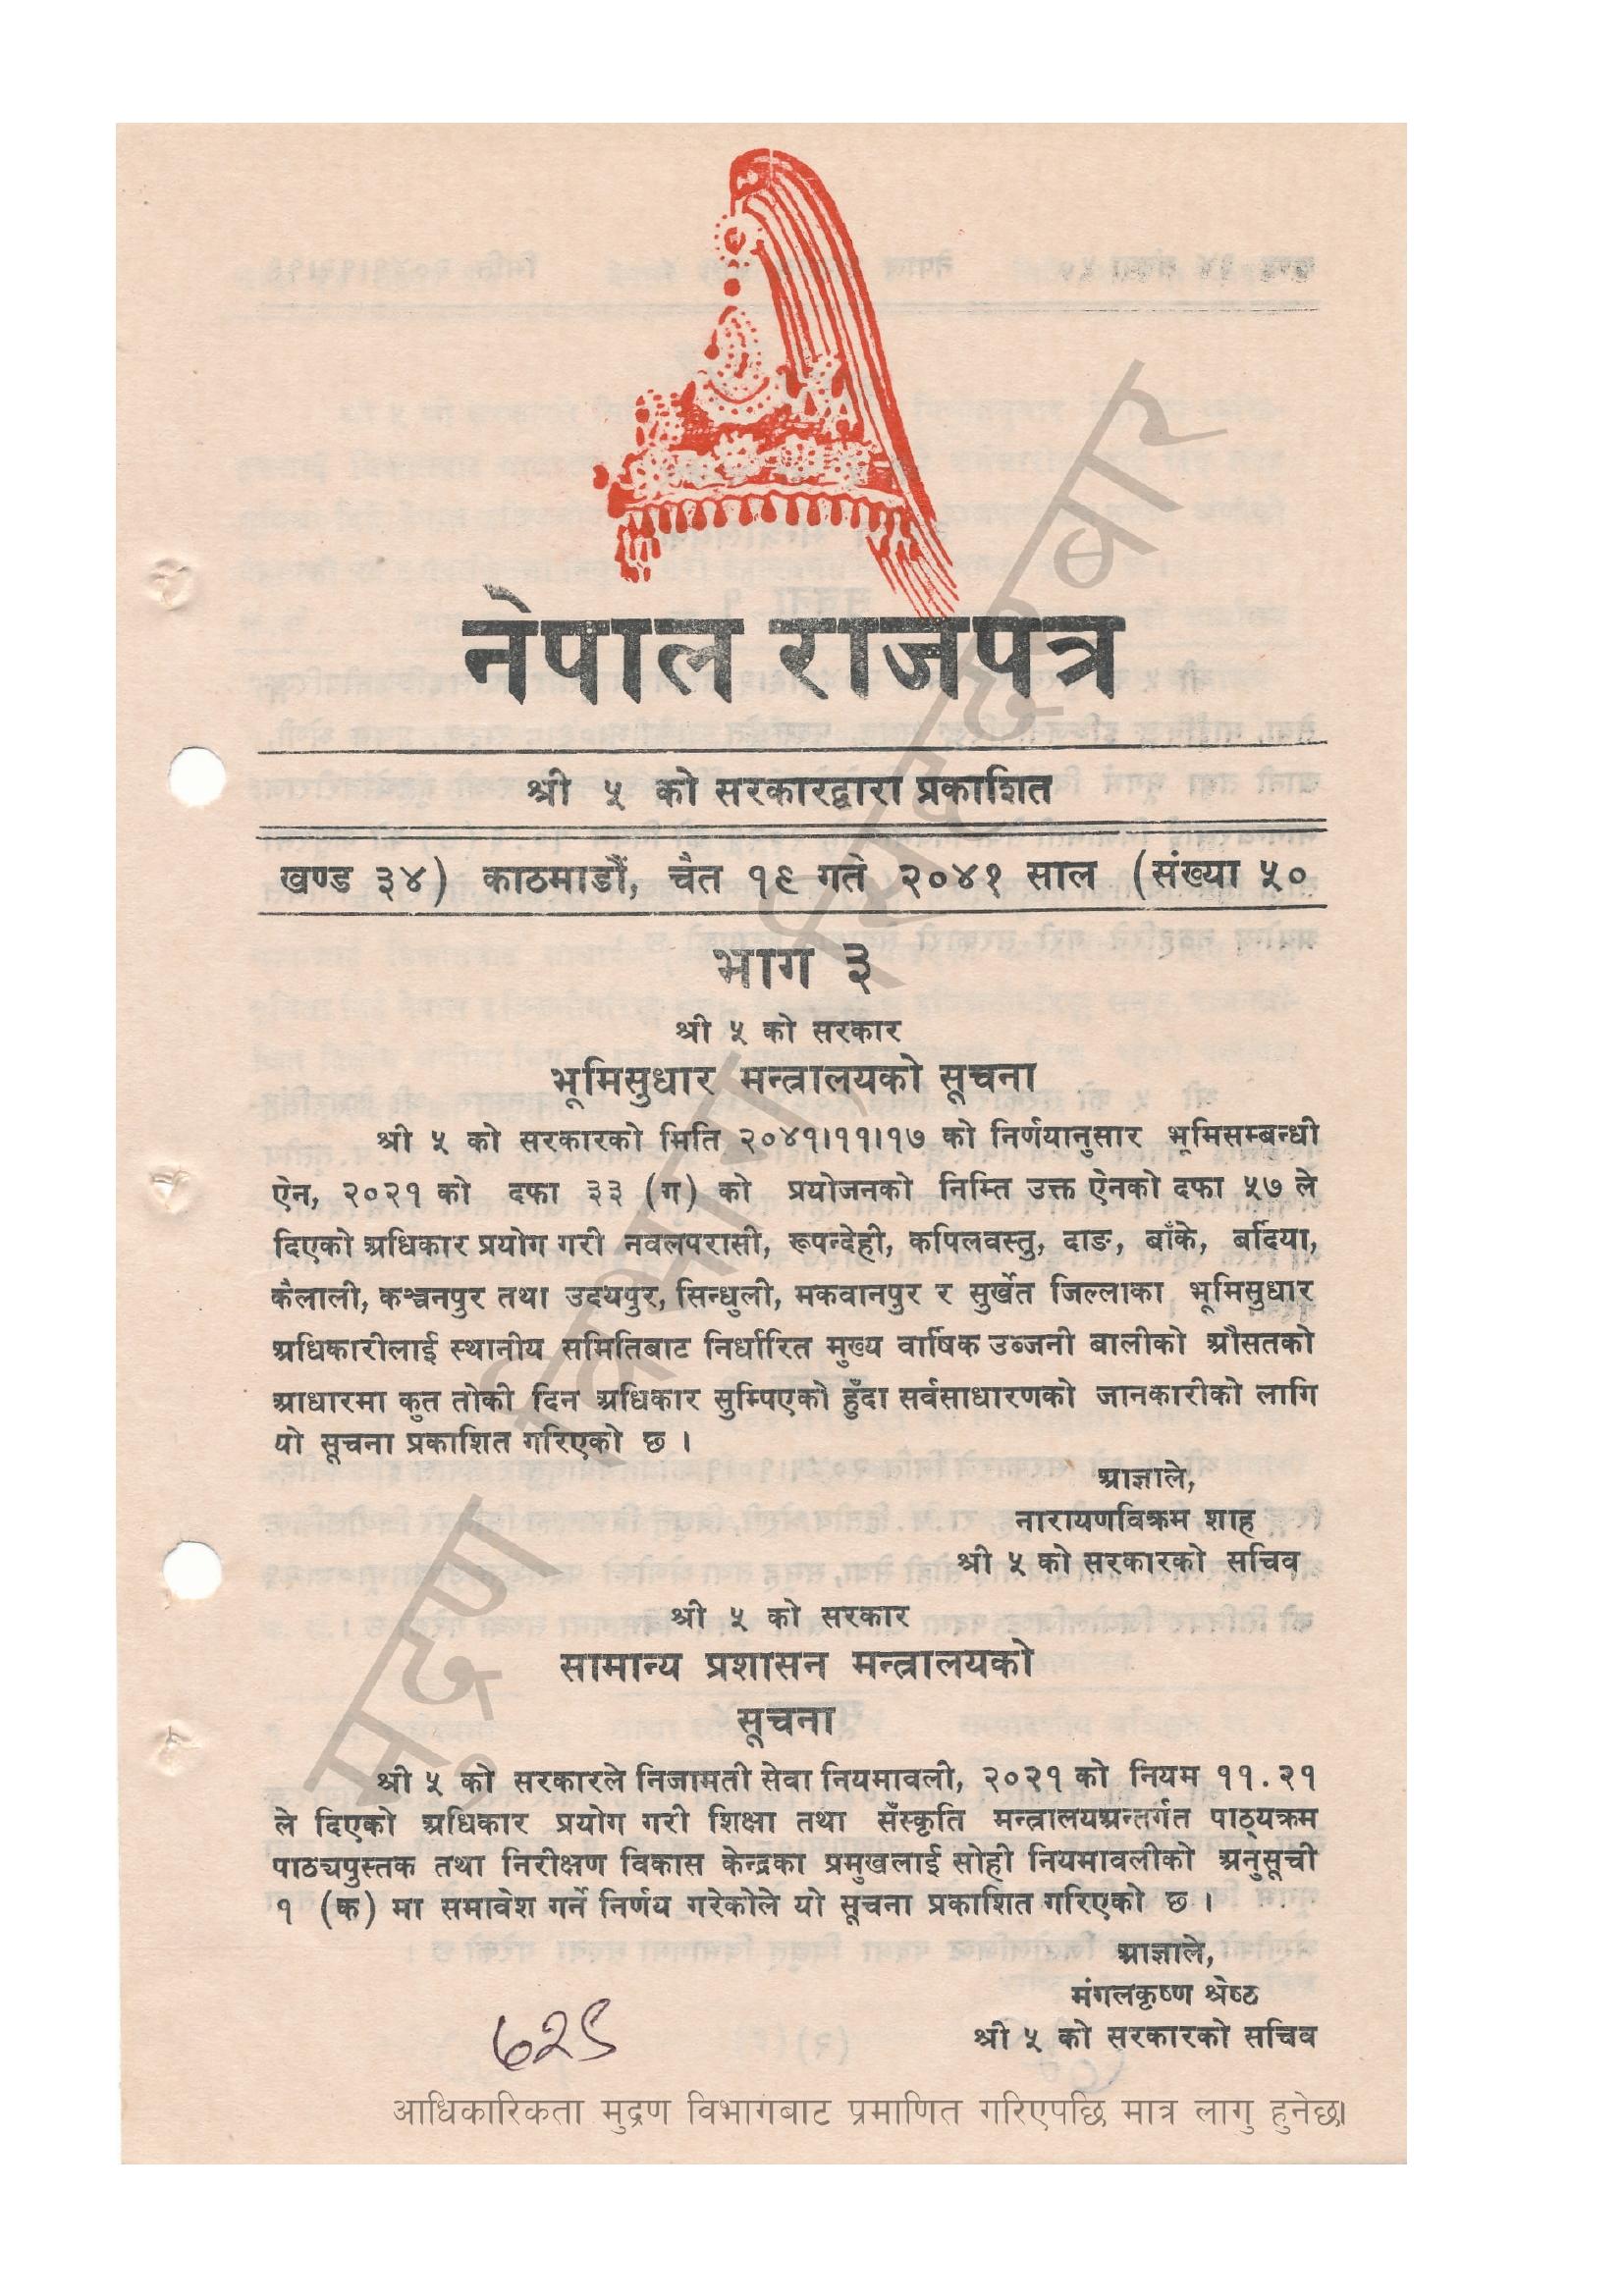 नेपाल राजपत्र
श्री ५ को सरकारद्वारा प्रकाशित
खण्ड ३४) काठमाडौं, चैत १९ गते २०४१ साल (संख्या ५०
भाग ३
श्री ५ को सरकार
भूमिसुधार मन्त्रालयको सूचना
श्री ५ को सरकारको मिति २०४१।११।१७ को निर्णयानुसार भूमिसम्बन्धी
ऐन, २०२१ को दफा ३३ (ग) को प्रयोजनको निम्ति उक्त ऐनको दफा ५७ ले
दिएको अधिकार प्रयोग गरी नवलपरासी, रूपन्देही, कपिलवस्तु, दाङ, बाँके, बर्दिया,
कैलाली, कञ्चनपुर तथा उदयपुर, सिन्धुली, मकवानपुर र सुर्खेत जिल्लाका भूमिसुधार
अधिकारीलाई स्थानीय समितिबाट निर्धारित मुख्य वार्षिक उब्जनी बालीको औसतको
आधारमा कुत तोकी दिन अधिकार सुम्पिएको हुँदा सर्वसाधारणको जानकारीको लागि
यो सूचना प्रकाशित गरिएको छ ।
आज्ञाले,
नारायणविक्रम शाह
श्री ५ को सरकारको सचिव
श्री ५ को सरकार
सामान्य प्रशासन मन्त्रालयको
सूचना
श्री ५ को सरकारले निजामती सेवा नियमावली, २०२१ को नियम ११.२१
ले दिएको अधिकार प्रयोग गरी शिक्षा तथा सँस्कृति मन्त्रालयअन्तर्गत पाठ्यक्रम
पाठ्यपुस्तक तथा निरीक्षण विकास केन्द्रका प्रमुखलाई सोही नियमावलीको अनुसूची
१ (क) मा समावेश गर्ने निर्णय गरेकोले यो सूचना प्रकाशित गरिएको छ ।
आज्ञाले,
मंगलकृष्ण श्रेष्ठ
श्री ५ को सरकारको सचिव
७२९
आधिकारिकता मुद्रण विभागबाट प्रमाणित गरिएपछि मात्र लागु हुनेछ।